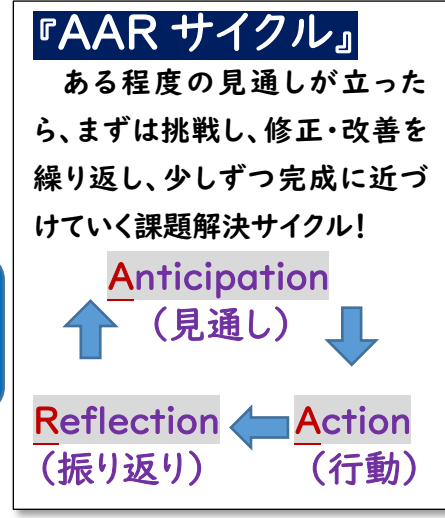 『AAR サイクル』
ある程度の見通しが立った
ら、まずは挑戦し、修正・改善を
繰り返し、少しずつ完成に近づ
けていく課題解決サイクル!
Anticipation
（見通し）
Reflection Action
（振り返り） （行動）